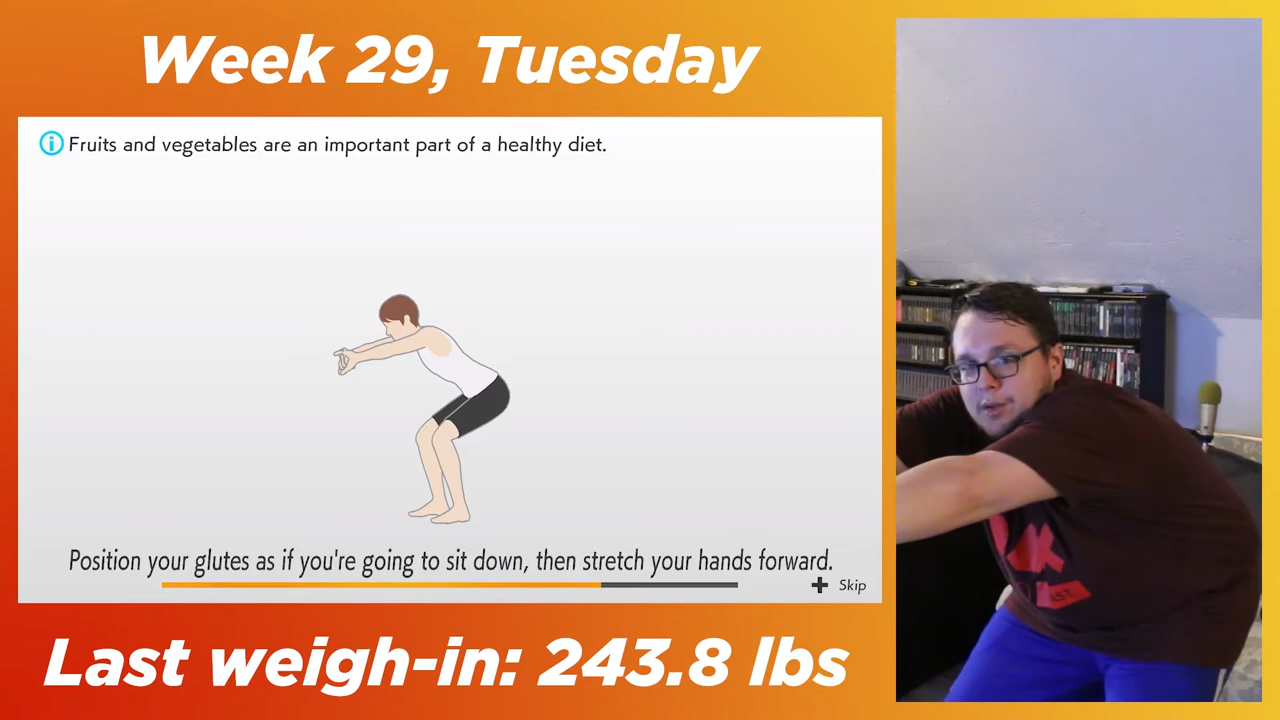 Week 29, Tuesday
Fruits and vegetables are an important part of a healthy diet.
Position your glutes as if you're going to sit down, then stretch your hands forward.
Skip
Last weigh-in: 243.8 lbs